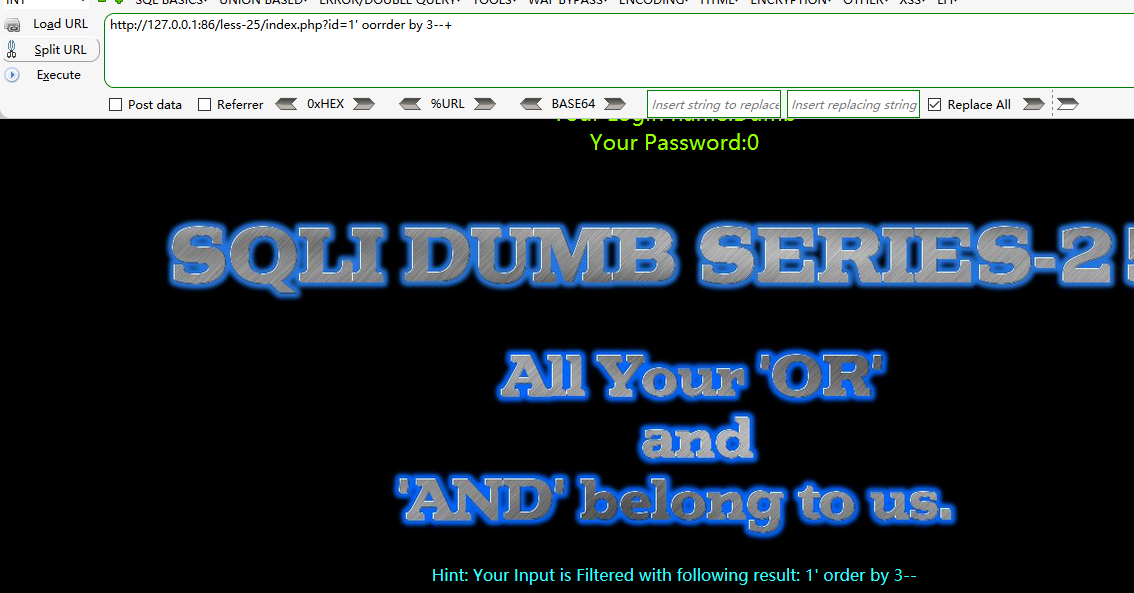 INT SQL BASICS UNION BASED ERROR/DOUBLE QUERY TOOLS WAF BYPASS ENCODING HTML ENCRYPTION OTHER XSS LFI
Load URL http://127.0.0.1:86/less-25/index.php?id=1' oorrder by 3--+
Split URL
Execute
Post data Referrer 0xHEX %URL BASE64 Insert string to replace Insert replacing string Replace All
Your Login name:Dumb
Your Password:0
SQLI DUMB SERIES-25
All Your 'OR'
and
'AND' belong to us.
Hint: Your Input is Filtered with following result: 1' order by 3--